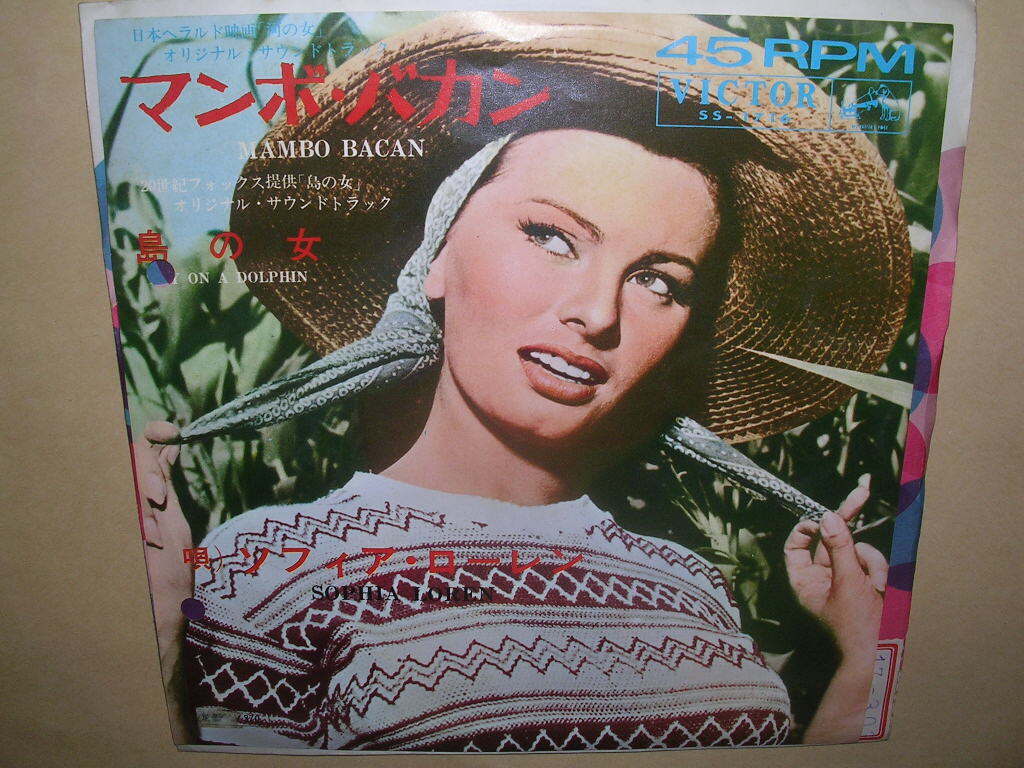 日本ヘラルド映画「河の女」
オリジナル・サウンドトラック
マンボ・バカン
MAMBO BACAN
20世紀フォックス提供「島の女」
オリジナル・サウンドトラック
島の女
Y ON A DOLPHIN
45 RPM
VICTOR
SS-1716
唄）ソフィア・ローレン
SOPHIA LOREN